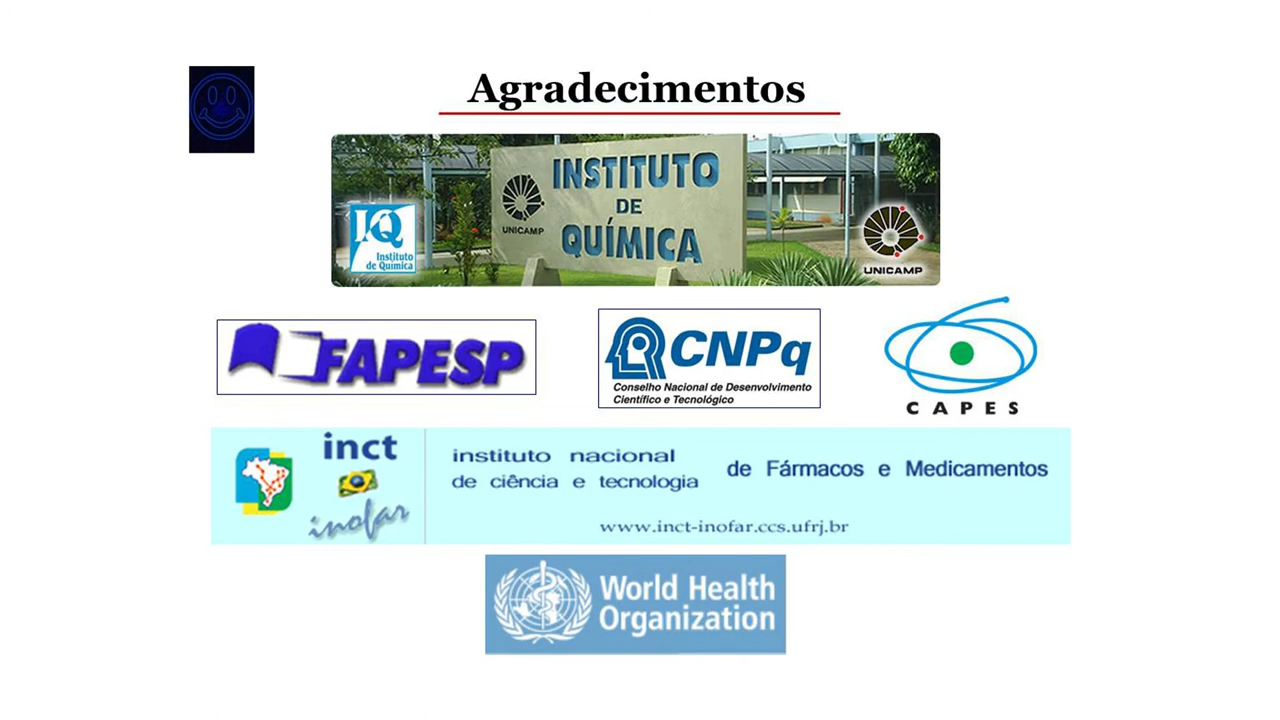 Agradecimentos
INSTITUTO
DE
QUÍMICA
UNICAMP
IQ
Instituto
de Química
UNICAMP
FAPESP
CNPq
Conselho Nacional de Desenvolvimento
Científico e Tecnológico
CAPES
inct
inofar
instituto nacional
de ciência e tecnologia
de Fármacos e Medicamentos
www.inct-inofar.ccs.ufrj.br
World Health
Organization